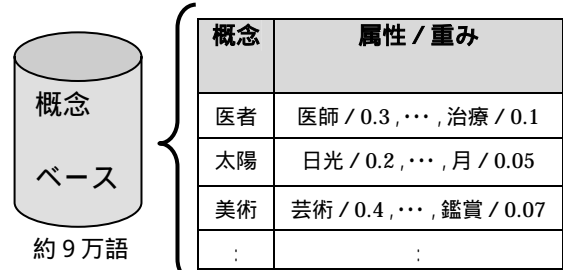 概念
ベース
約9万語
概念 属性/重み
医者 医師/0.3,…,治療/0.1
太陽 日光/0.2,…,月/0.05
美術 芸術/0.4,…,鑑賞/0.07
: :